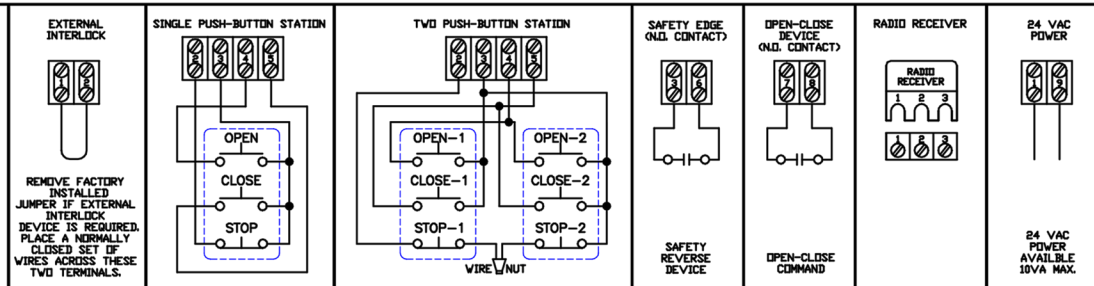 EXTERNAL
INTERLOCK
1 2
REMOVE FACTORY
INSTALLED
JUMPER IF EXTERNAL
INTERLOCK
DEVICE IS REQUIRED.
PLACE A NORMALLY
CLOSED SET OF
WIRES ACROSS THESE
TWO TERMINALS.
SINGLE PUSH-BUTTON STATION
2 3 4 5
OPEN
CLOSE
STOP
TWO PUSH-BUTTON STATION
2 3 4 5
OPEN-1 OPEN-2
CLOSE-1 CLOSE-2
STOP-1 STOP-2
WIRE NUT
SAFETY EDGE
(N.O. CONTACT)
3 6
SAFETY
REVERSE
DEVICE
OPEN-CLOSE
DEVICE
(N.O. CONTACT)
7 8
OPEN-CLOSE
COMMAND
RADIO RECEIVER
RADIO
RECEIVER
1 2 3
1 2 3
24 VAC
POWER
1 9
24 VAC
POWER
AVAILBLE
10VA MAX.